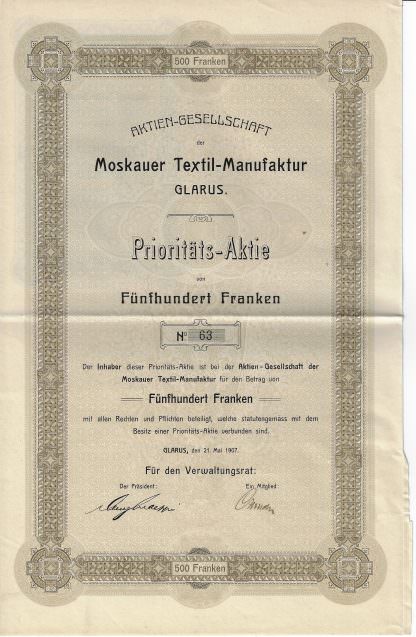 500 Franken
AKTIEN-GESELLSCHAFT
der
Moskauer Textil-Manufaktur
GLARUS.
Prioritäts-Aktie
von
Fünfhundert Franken
No 63
Der Inhaber dieser Prioritäts-Aktie ist bei der Aktien-Gesellschaft der
Moskauer Textil-Manufaktur für den Betrag von
Fünfhundert Franken
mit allen Rechten und Pflichten beteiligt, welche statutengemäss mit dem
Besitz einer Prioritäts-Aktie verbunden sind.
GLARUS, den 21. Mai 1907.
Für den Verwaltungsrat:
Der Präsident: Ein Mitglied:
500 Franken